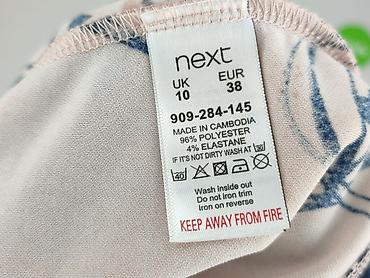 next
UK EUR
10 38
909-284-145
MADE IN CAMBODIA
96% POLYESTER
4% ELASTANE
IF IT'S NOT DIRTY WASH AT 30
40
Wash inside out
Do not iron trim
Iron on reverse
KEEP AWAY FROM FIRE